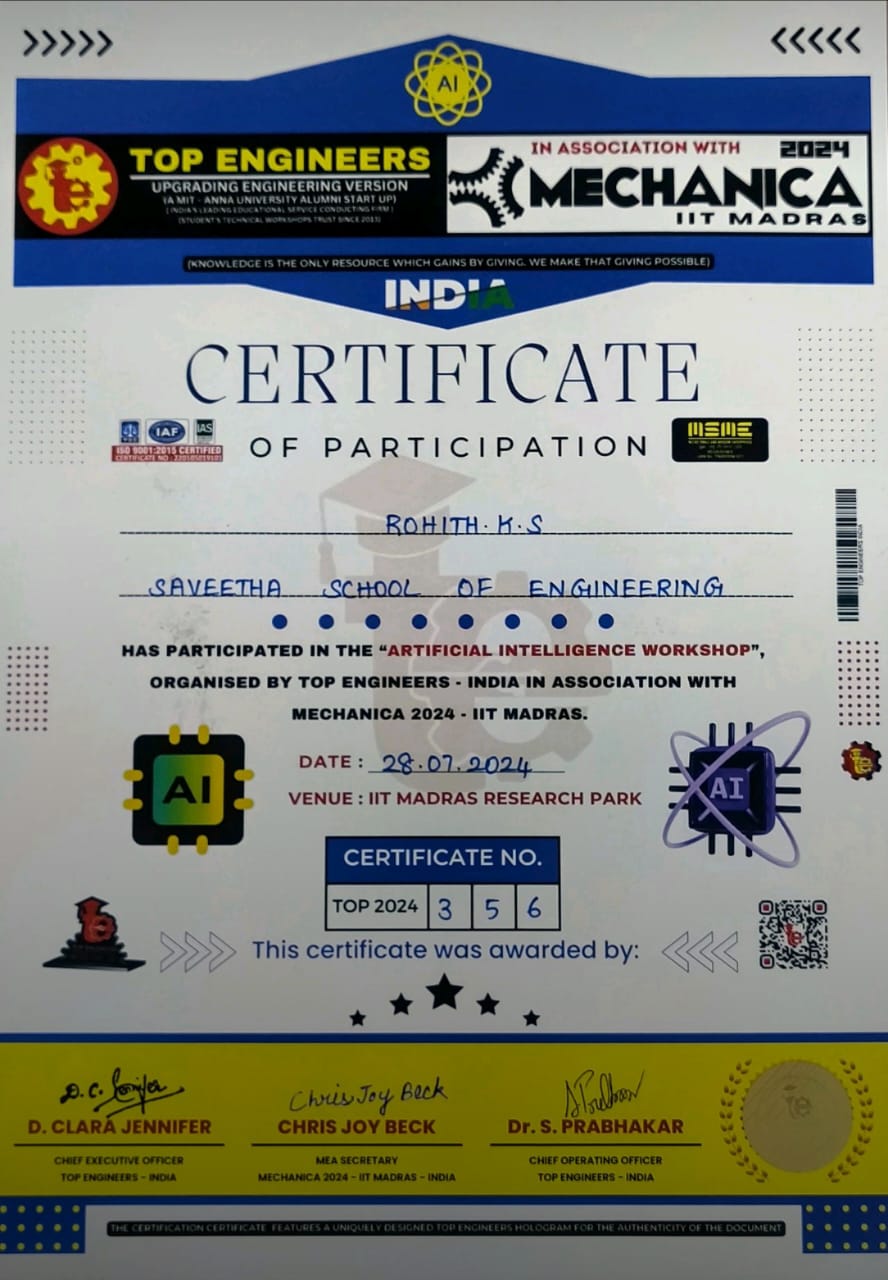 >>>>> <<<<<
AI
TOP ENGINEERS
UPGRADING ENGINEERING VERSION
(A MIT - ANNA UNIVERSITY ALUMNI START UP)
(INDIA'S LEADING EDUCATIONAL SERVICE CONDUCTING FIRM)
(STUDENT'S TECHNICAL WORKSHOPS TRUST SINCE 2013)
IN ASSOCIATION WITH 2024
MECHANICA
IIT MADRAS
(KNOWLEDGE IS THE ONLY RESOURCE WHICH GAINS BY GIVING. WE MAKE THAT GIVING POSSIBLE)
INDIA
CERTIFICATE
IAF IAS
ISO 9001:2015 CERTIFIED
OF PARTICIPATION
MSME
ROHITH.K.S
SAVEETHA SCHOOL OF ENGINEERING
TOP ENGINEERS INDIA
HAS PARTICIPATED IN THE “ARTIFICIAL INTELLIGENCE WORKSHOP”,
ORGANISED BY TOP ENGINEERS - INDIA IN ASSOCIATION WITH
MECHANICA 2024 - IIT MADRAS.
AI
DATE : 28.07.2024
VENUE : IIT MADRAS RESEARCH PARK
AI
CERTIFICATE NO.
TOP 2024 3 5 6
This certificate was awarded by:
D. C. Jennifer
D. CLARA JENNIFER
CHIEF EXECUTIVE OFFICER
TOP ENGINEERS - INDIA
Chris Joy Beck
CHRIS JOY BECK
MEA SECRETARY
MECHANICA 2024 - IIT MADRAS - INDIA
Dr. S. PRABHAKAR
CHIEF OPERATING OFFICER
TOP ENGINEERS - INDIA
THE CERTIFICATION CERTIFICATE FEATURES A UNIQUELY DESIGNED TOP ENGINEERS HOLOGRAM FOR THE AUTHENTICITY OF THE DOCUMENT